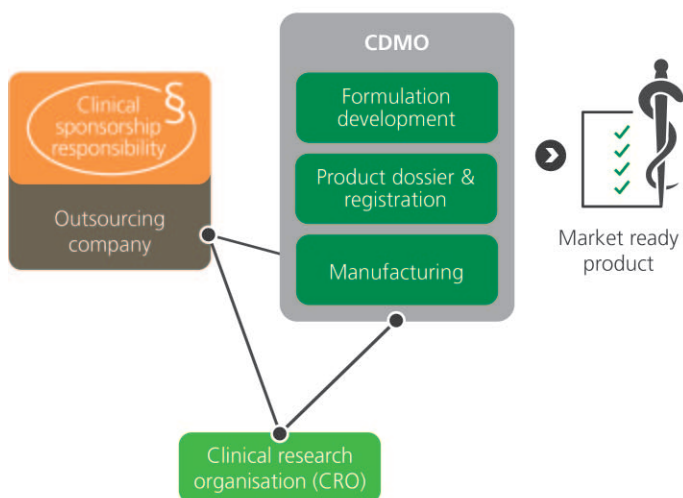 CDMO
§
Clinical
sponsorship
responsibility
Outsourcing
company
Formulation
development
Product dossier &
registration
Manufacturing
Market ready
product
Clinical research
organisation (CRO)